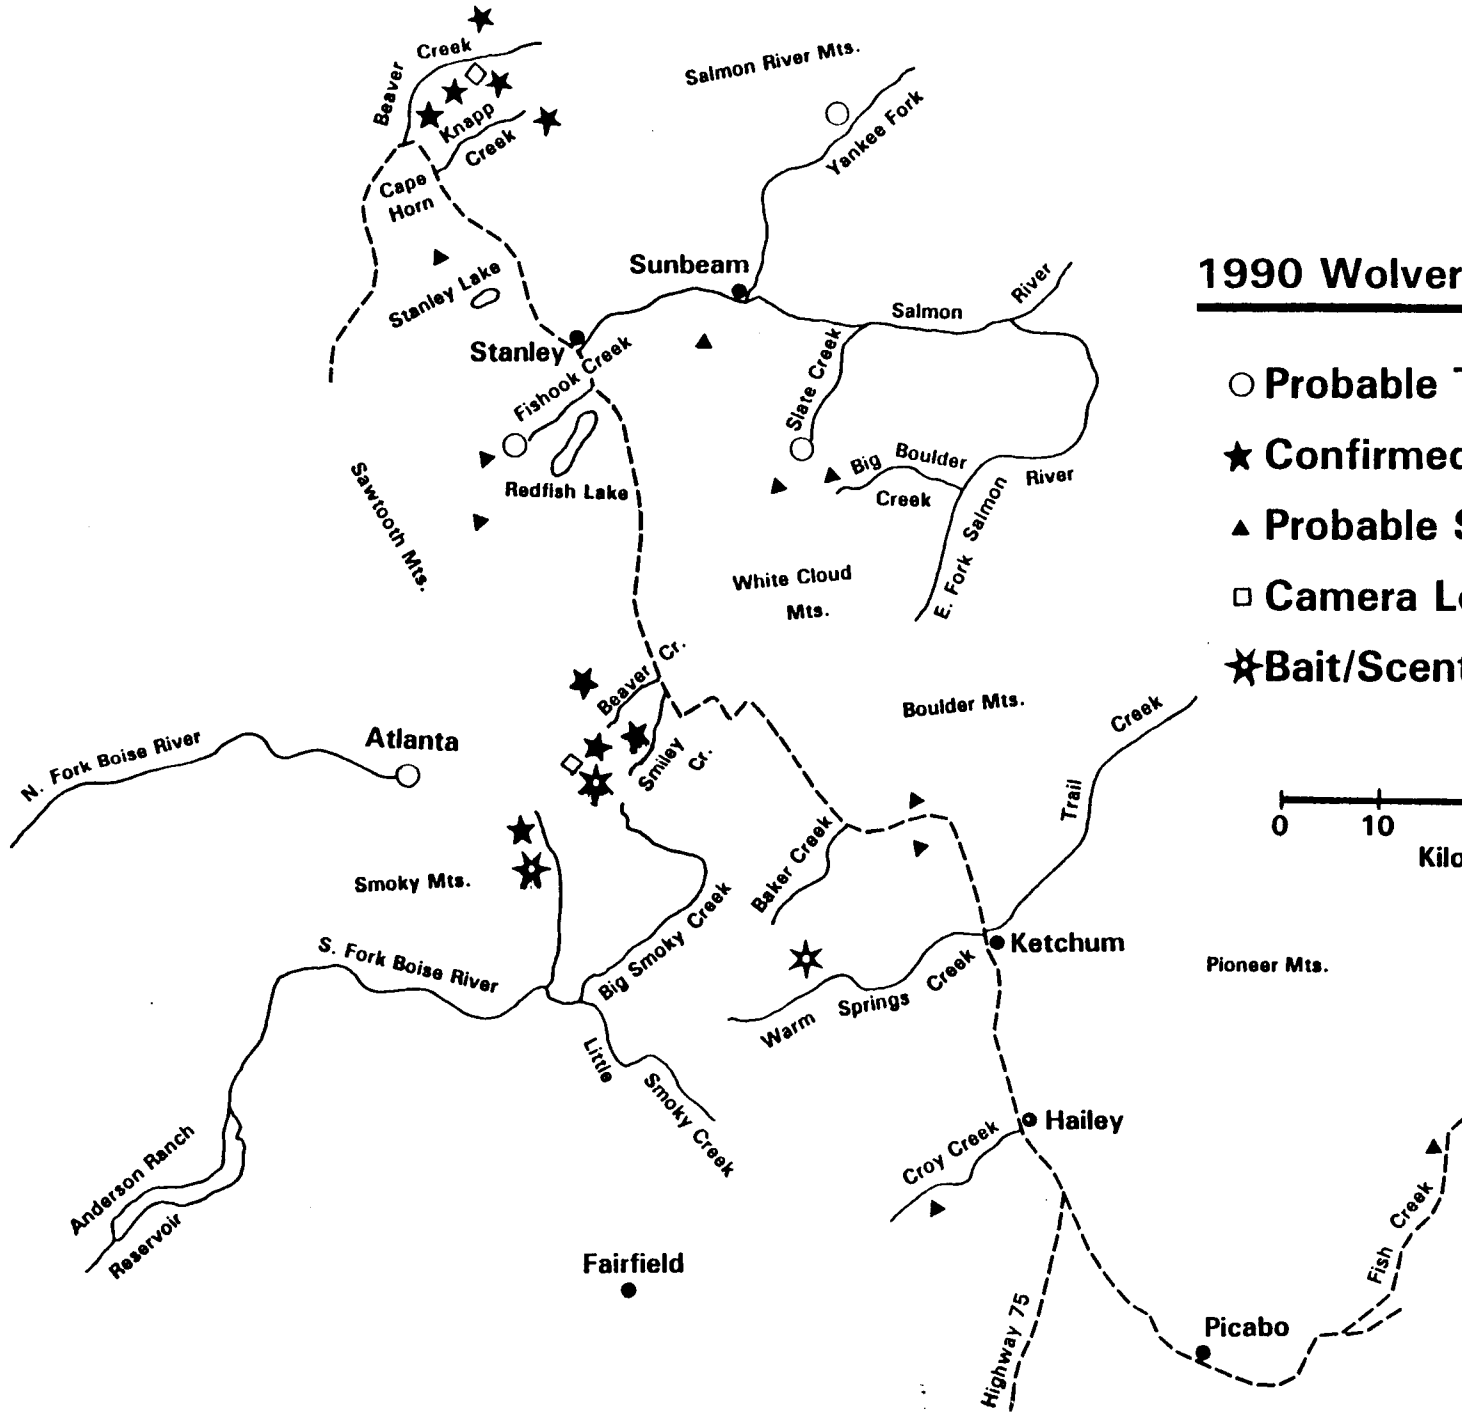 Beaver Creek
Salmon River Mts.
Knapp
Creek
Yankee Fork
Cape
Horn
Sunbeam
1990 Wolver
Stanley Lake
River
Salmon
Stanley
Fishook Creek
Slate Creek
Probable T
Big Boulder
Creek
River
Confirmed
Redfish Lake
Sawtooth Mts.
E. Fork Salmon
Probable S
White Cloud
Mts.
Camera Lo
Beaver Cr.
Bait/Scent
Boulder Mts.
Creek
Trail
N. Fork Boise River
Atlanta
Smiley
Cr.
0 10
Kilo
Baker Creek
Smoky Mts.
Big Smoky Creek
S. Fork Boise River
Ketchum
Pioneer Mts.
Warm Springs Creek
Little
Smoky Creek
Hailey
Croy Creek
Anderson Ranch
Reservoir
Fish Creek
Fairfield
Highway 75
Picabo